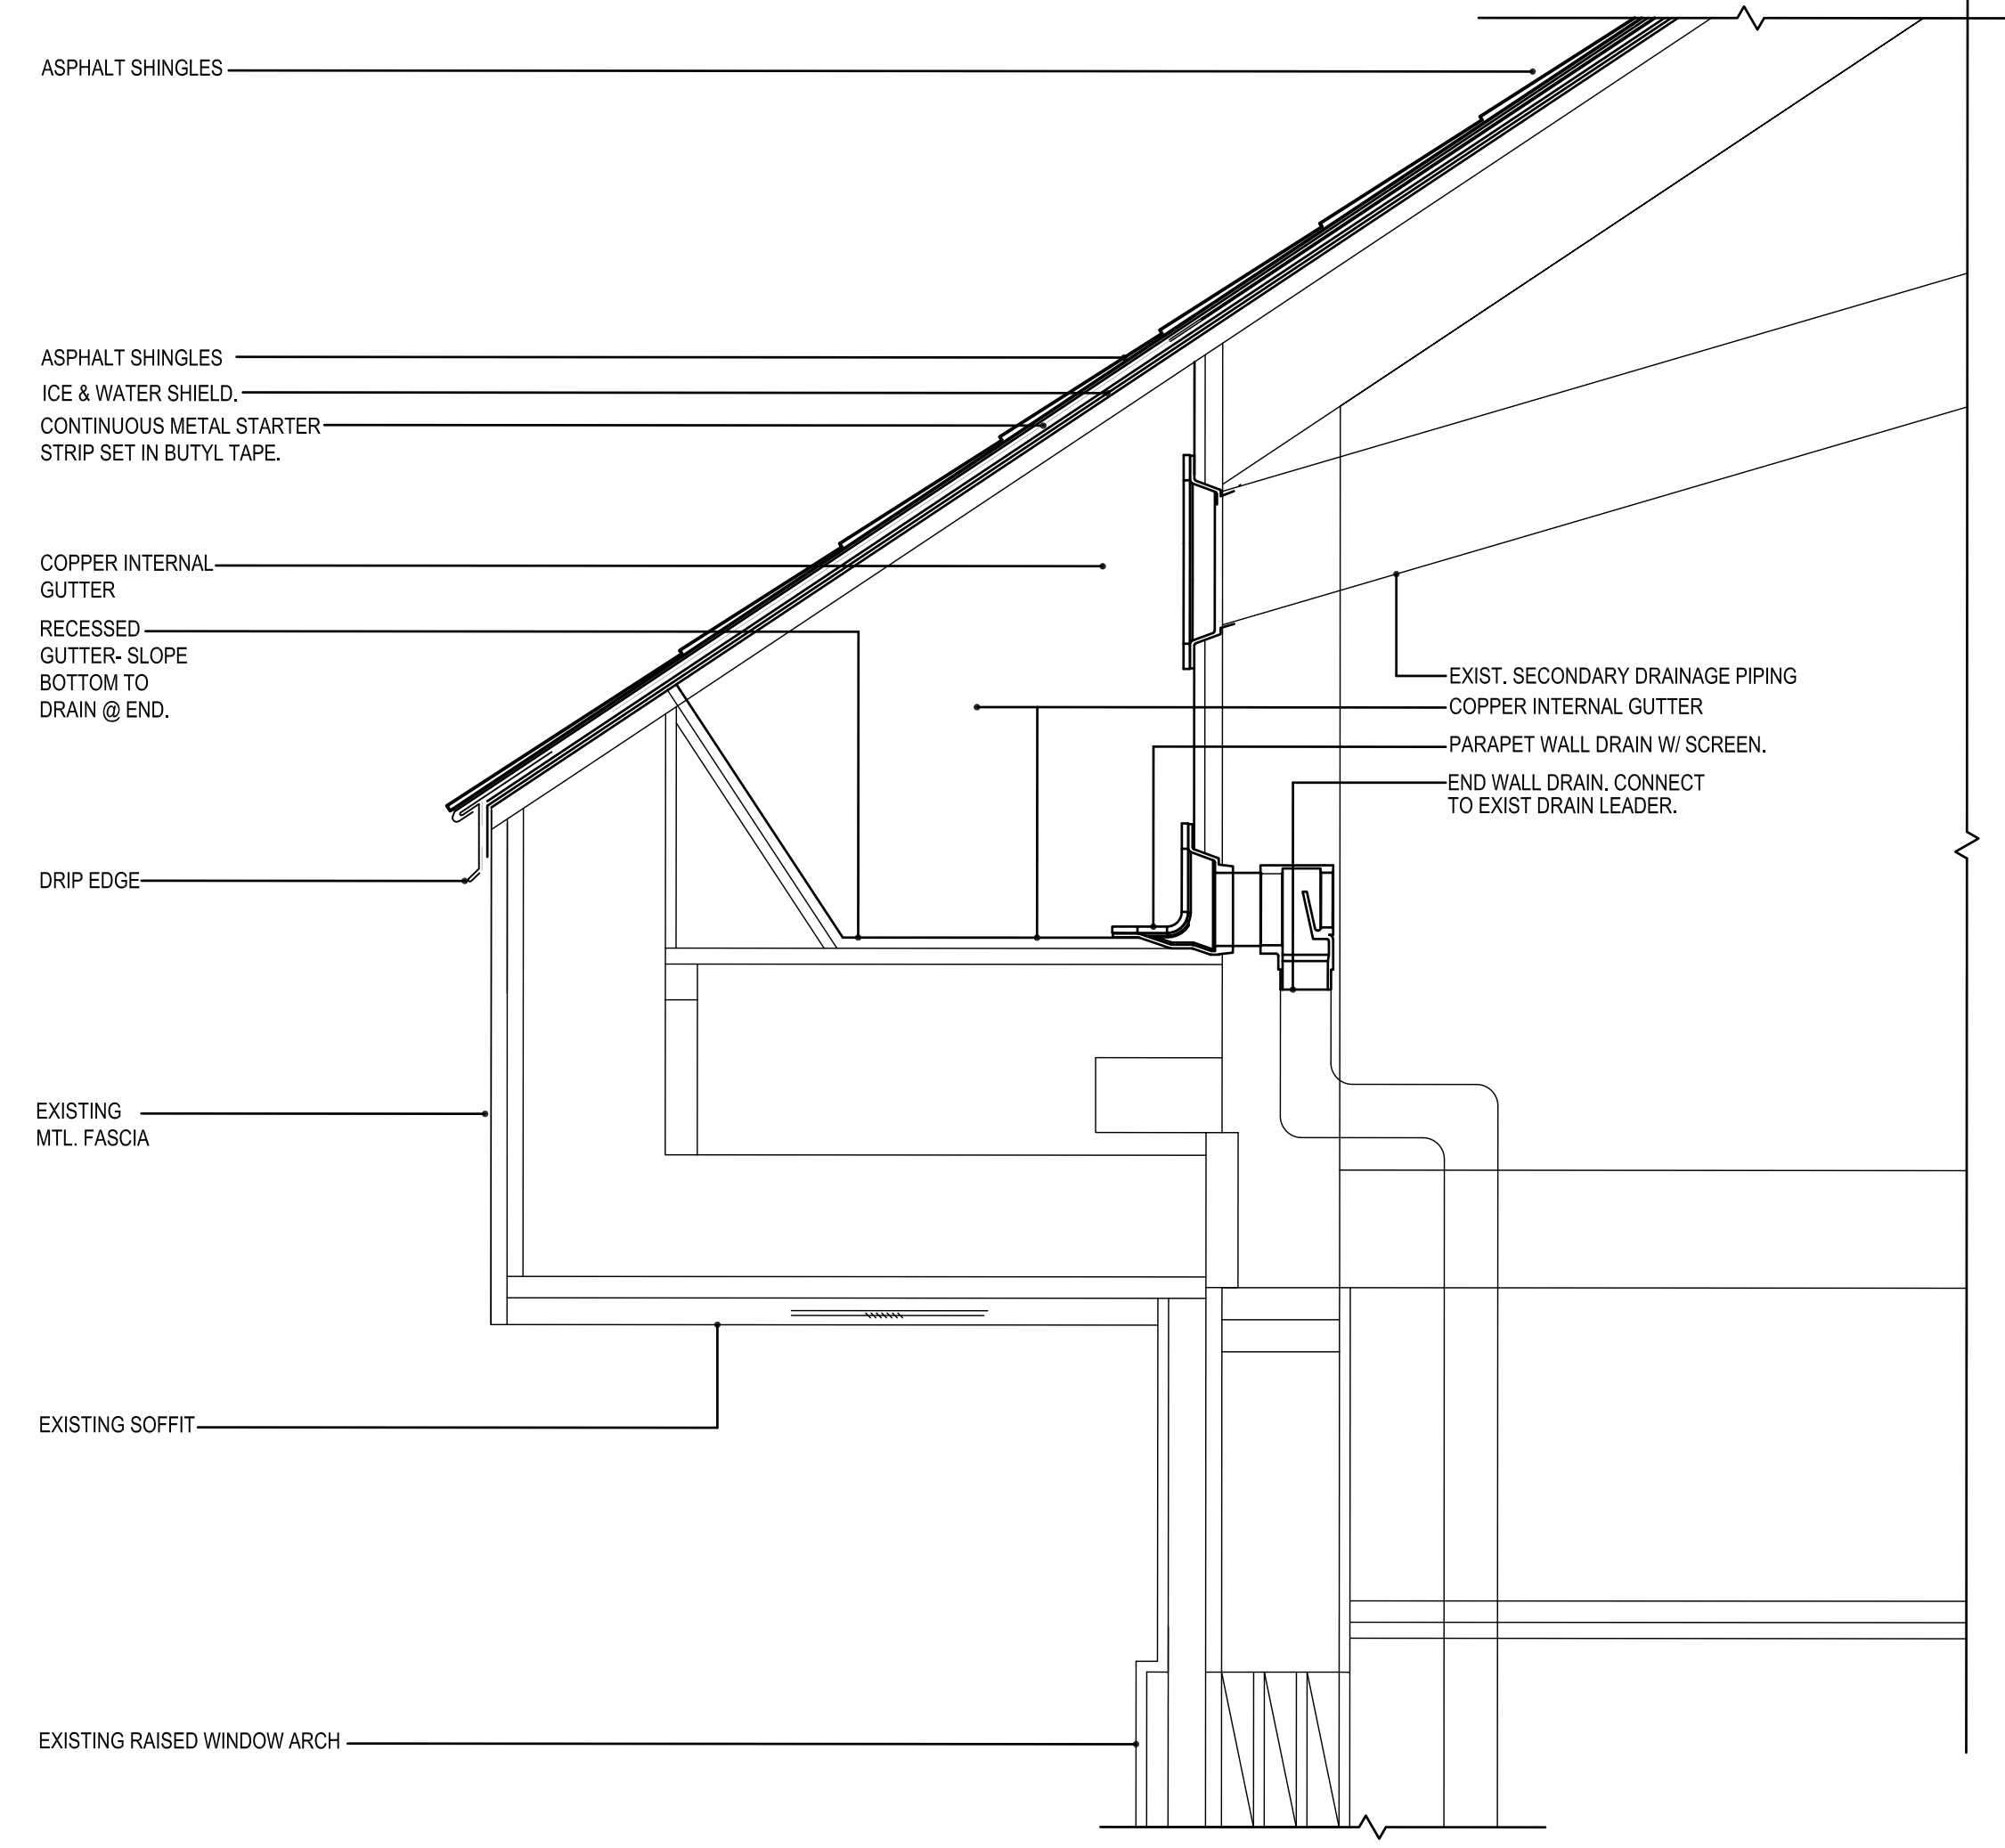 ASPHALT SHINGLES
ASPHALT SHINGLES
ICE & WATER SHIELD.
CONTINUOUS METAL STARTER
STRIP SET IN BUTYL TAPE.
COPPER INTERNAL
GUTTER
RECESSED
GUTTER- SLOPE
BOTTOM TO
DRAIN @ END.
DRIP EDGE
EXISTING
MTL. FASCIA
EXISTING SOFFIT
EXISTING RAISED WINDOW ARCH
EXIST. SECONDARY DRAINAGE PIPING
COPPER INTERNAL GUTTER
PARAPET WALL DRAIN W/ SCREEN.
END WALL DRAIN. CONNECT
TO EXIST DRAIN LEADER.